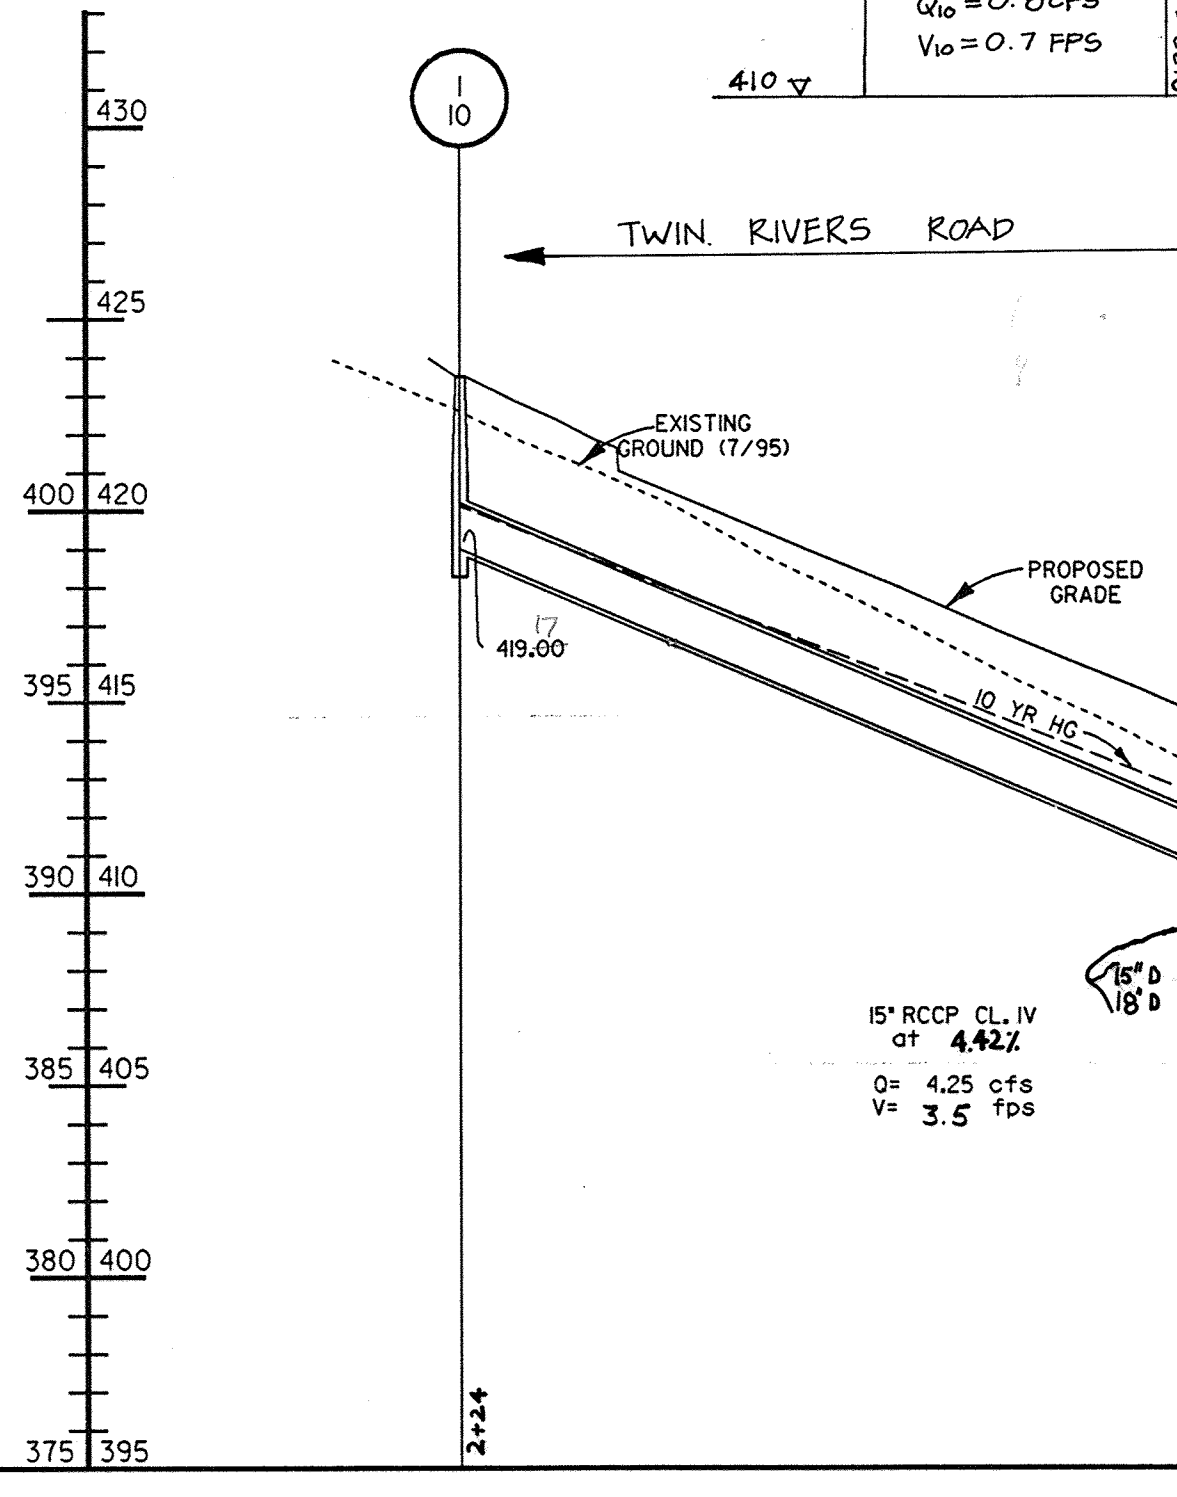 Q10 = 0.8 CFS
V10 = 0.7 FPS
410
1
10
430
TWIN. RIVERS ROAD
425
EXISTING
GROUND (7/95)
400 420
PROPOSED
GRADE
17
419.00
395 415
10 YR HG
390 410
15" D
18" D
15" RCCP CL. IV
at 4.42%
385 405
Q= 4.25 cfs
V= 3.5 fps
380 400
2+24
375 395